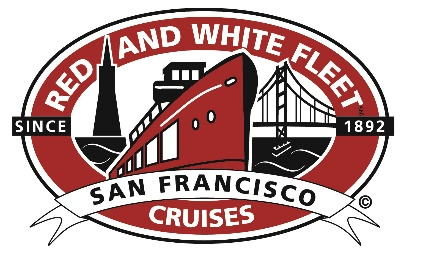 RED AND WHITE FLEET
SINCE 1892
SAN FRANCISCO
CRUISES
©